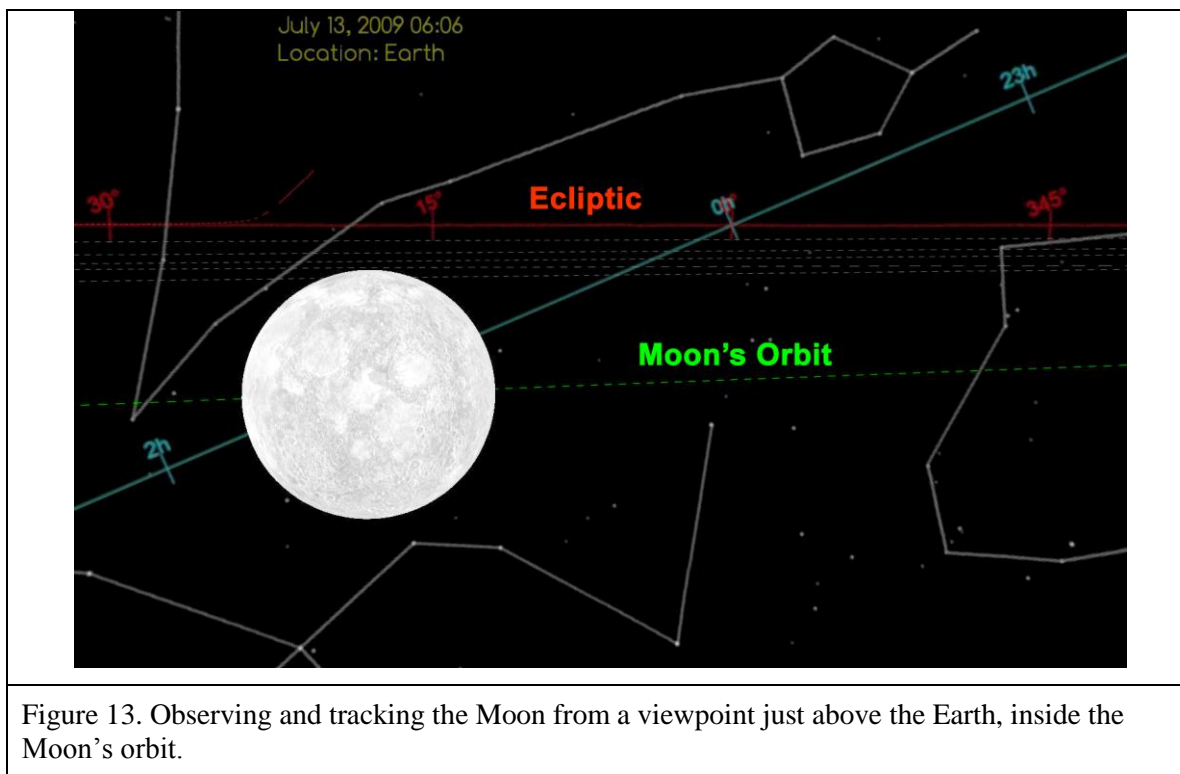 July 13, 2009 06:06
Location: Earth
23h
30°
15°
Ecliptic
0h
345°
Moon's Orbit
2h
Figure 13. Observing and tracking the Moon from a viewpoint just above the Earth, inside the
Moon's orbit.